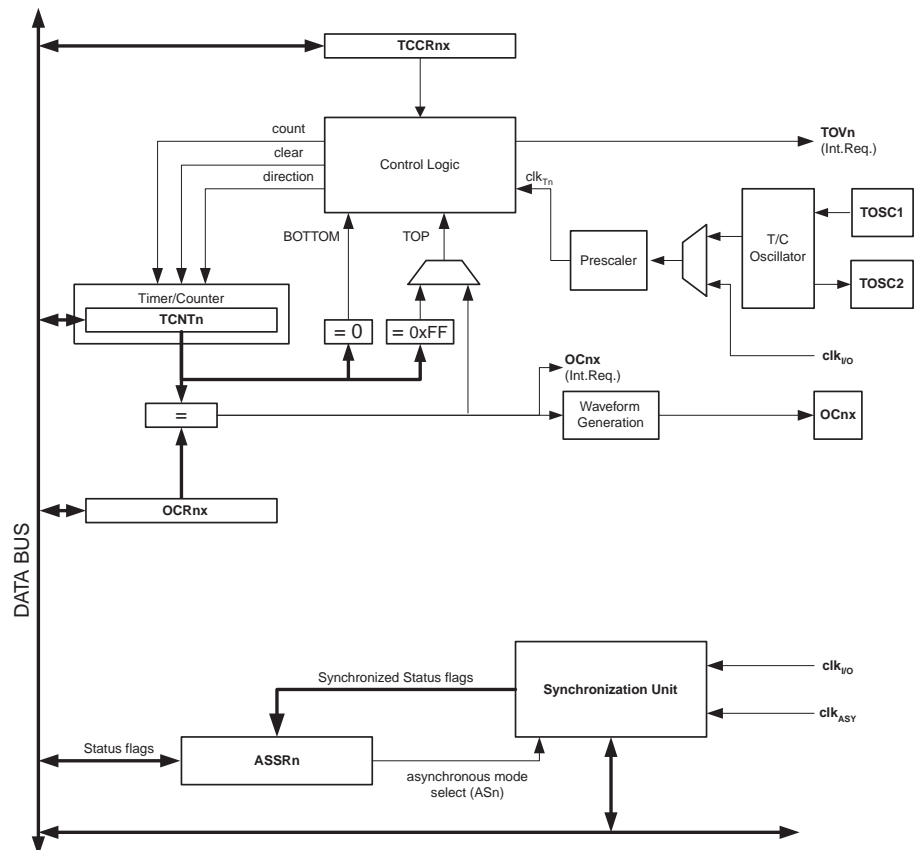 TCCRnx
count
clear
direction
Control Logic
TOVn
(Int.Req.)
clkTn
BOTTOM
TOP
Prescaler
T/C
Oscillator
TOSC1
TOSC2
Timer/Counter
TCNTn
= 0
= 0xFF
clkI/O
OCnx
(Int.Req.)
=
Waveform
Generation
OCnx
OCRnx
DATA BUS
Synchronized Status flags
Synchronization Unit
clkI/O
clkASY
Status flags
ASSRn
asynchronous mode
select (ASn)